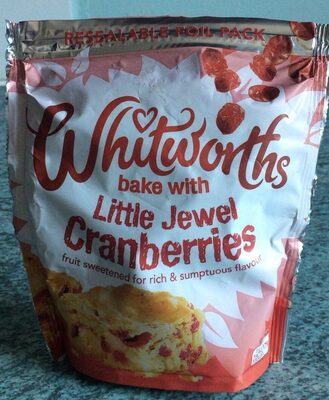 RESEALABLE FOIL PACK
Whitworths
bake with
Little Jewel
Cranberries
fruit sweetened for rich & sumptuous flavour